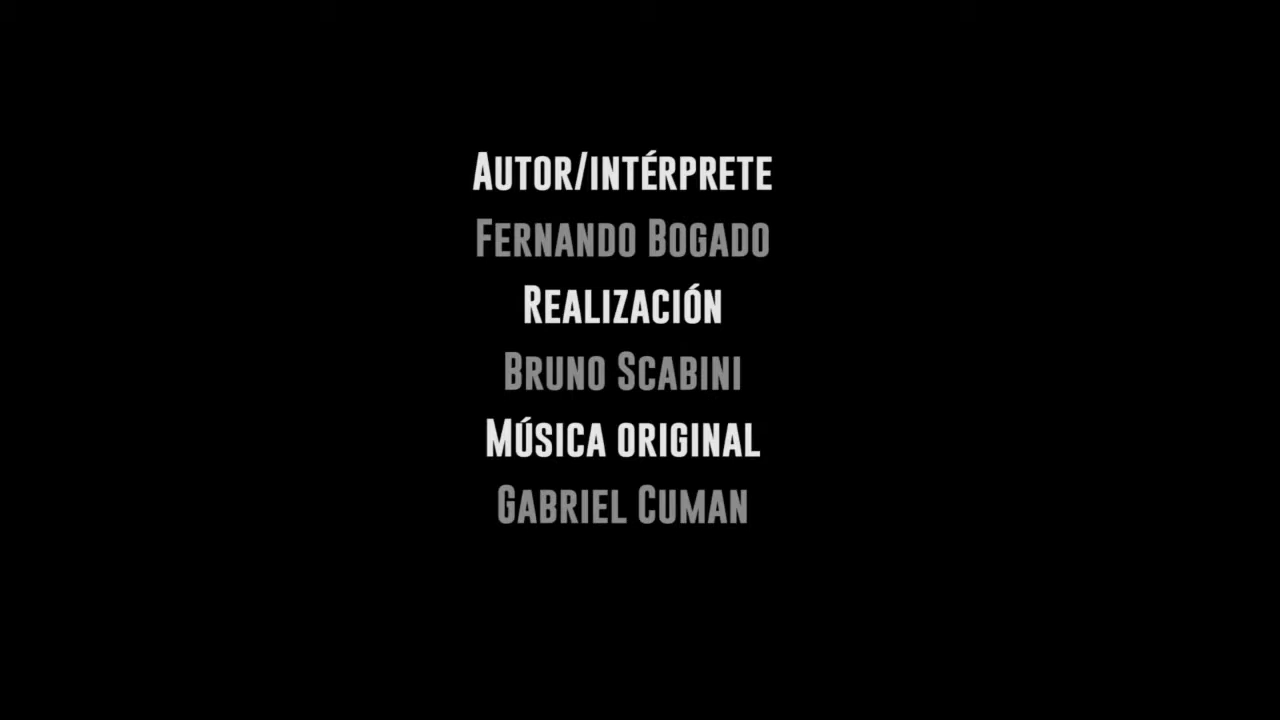 Autor/intérprete
Fernando Bogado
Realización
Bruno Scabini
Música original
Gabriel Cuman